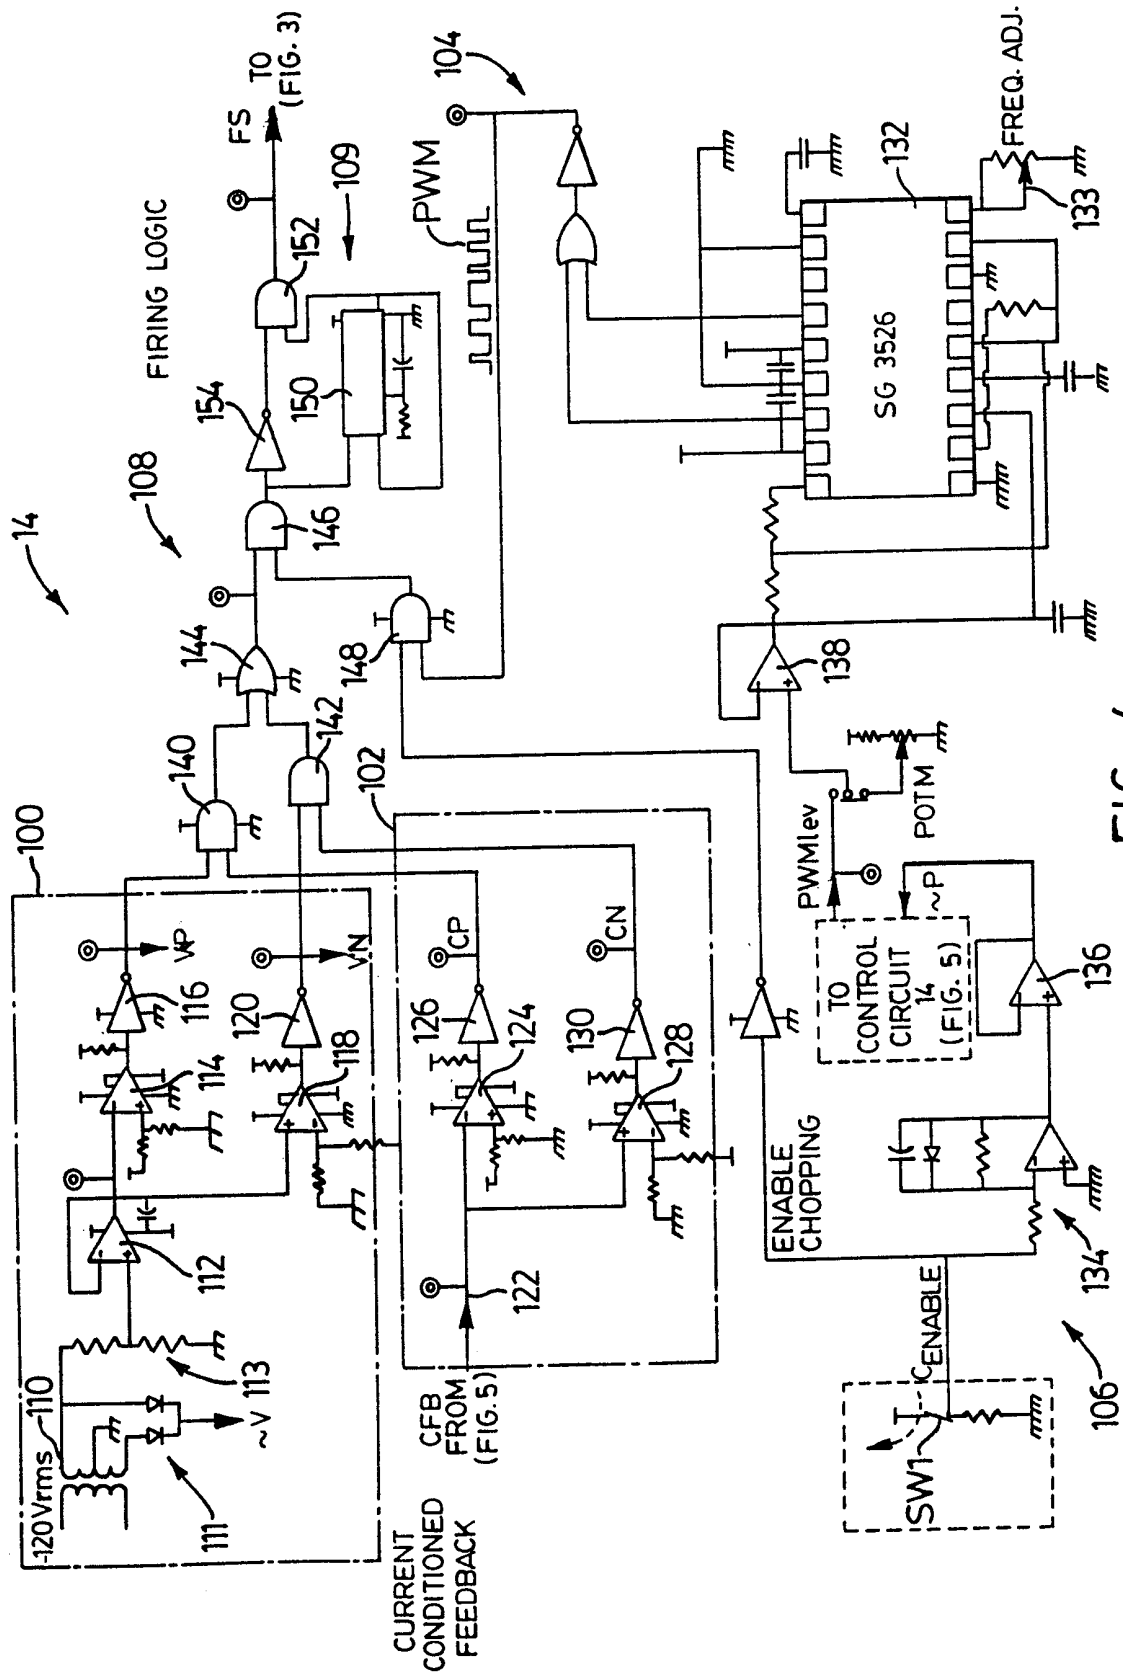 14
108
FIRING LOGIC
FS
TO
(FIG. 3)
100
140
144
146
154
152
150
109
PWM
104
-120Vrms
110
113
111
~V
112
114
116
VP
118
120
VN
142
148
102
CURRENT
CONDITIONED
FEEDBACK
CFB
FROM
(FIG. 5)
122
124
126
CP
128
130
CN
ENABLE
CHOPPING
SW1
CENABLE
106
134
136
TO
CONTROL
CIRCUIT
14
(FIG. 5)
~P
PWMlev
POTM
138
SG 3526
132
133
FREQ. ADJ.